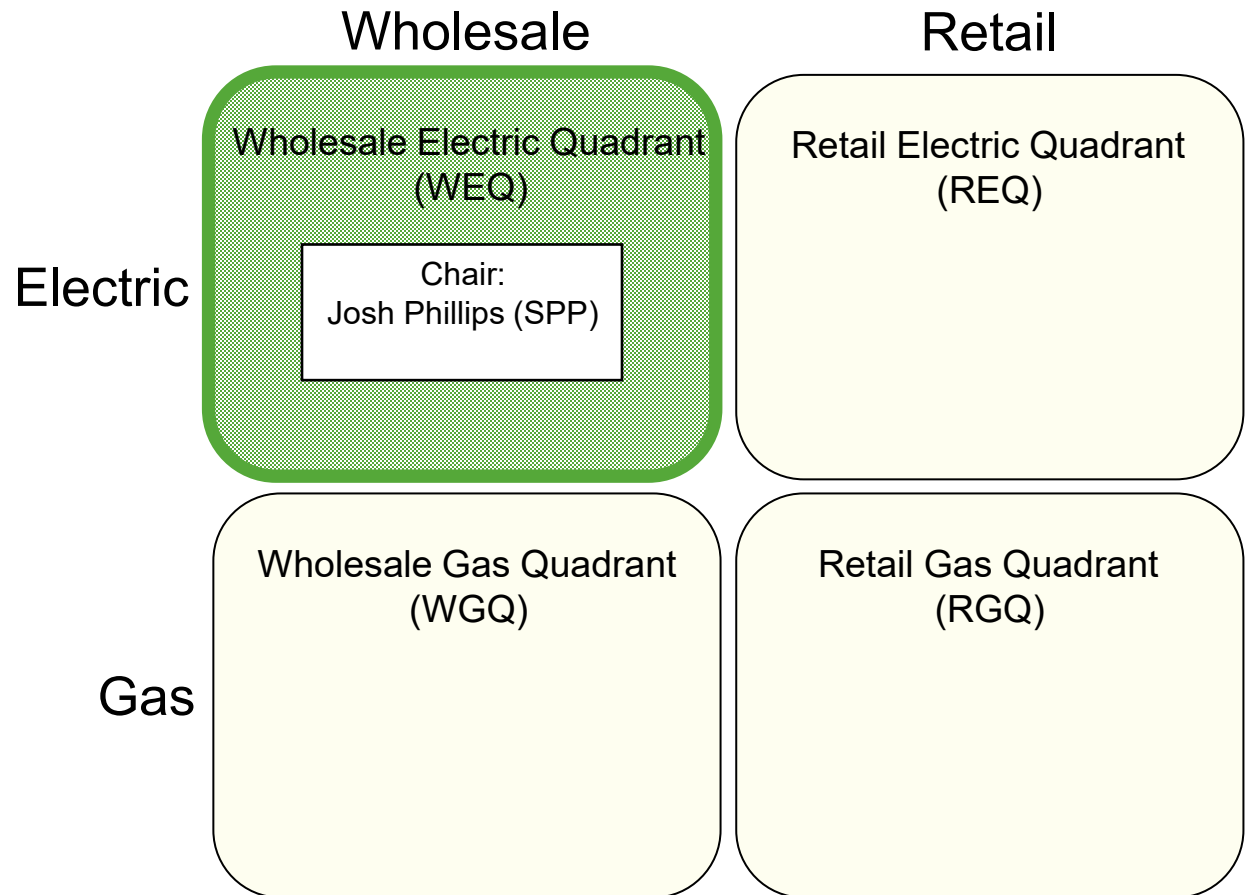 Wholesale
Retail
Wholesale Electric Quadrant
(WEQ)
Retail Electric Quadrant
(REQ)
Electric
Chair:
Josh Phillips (SPP)
Wholesale Gas Quadrant
(WGQ)
Retail Gas Quadrant
(RGQ)
Gas